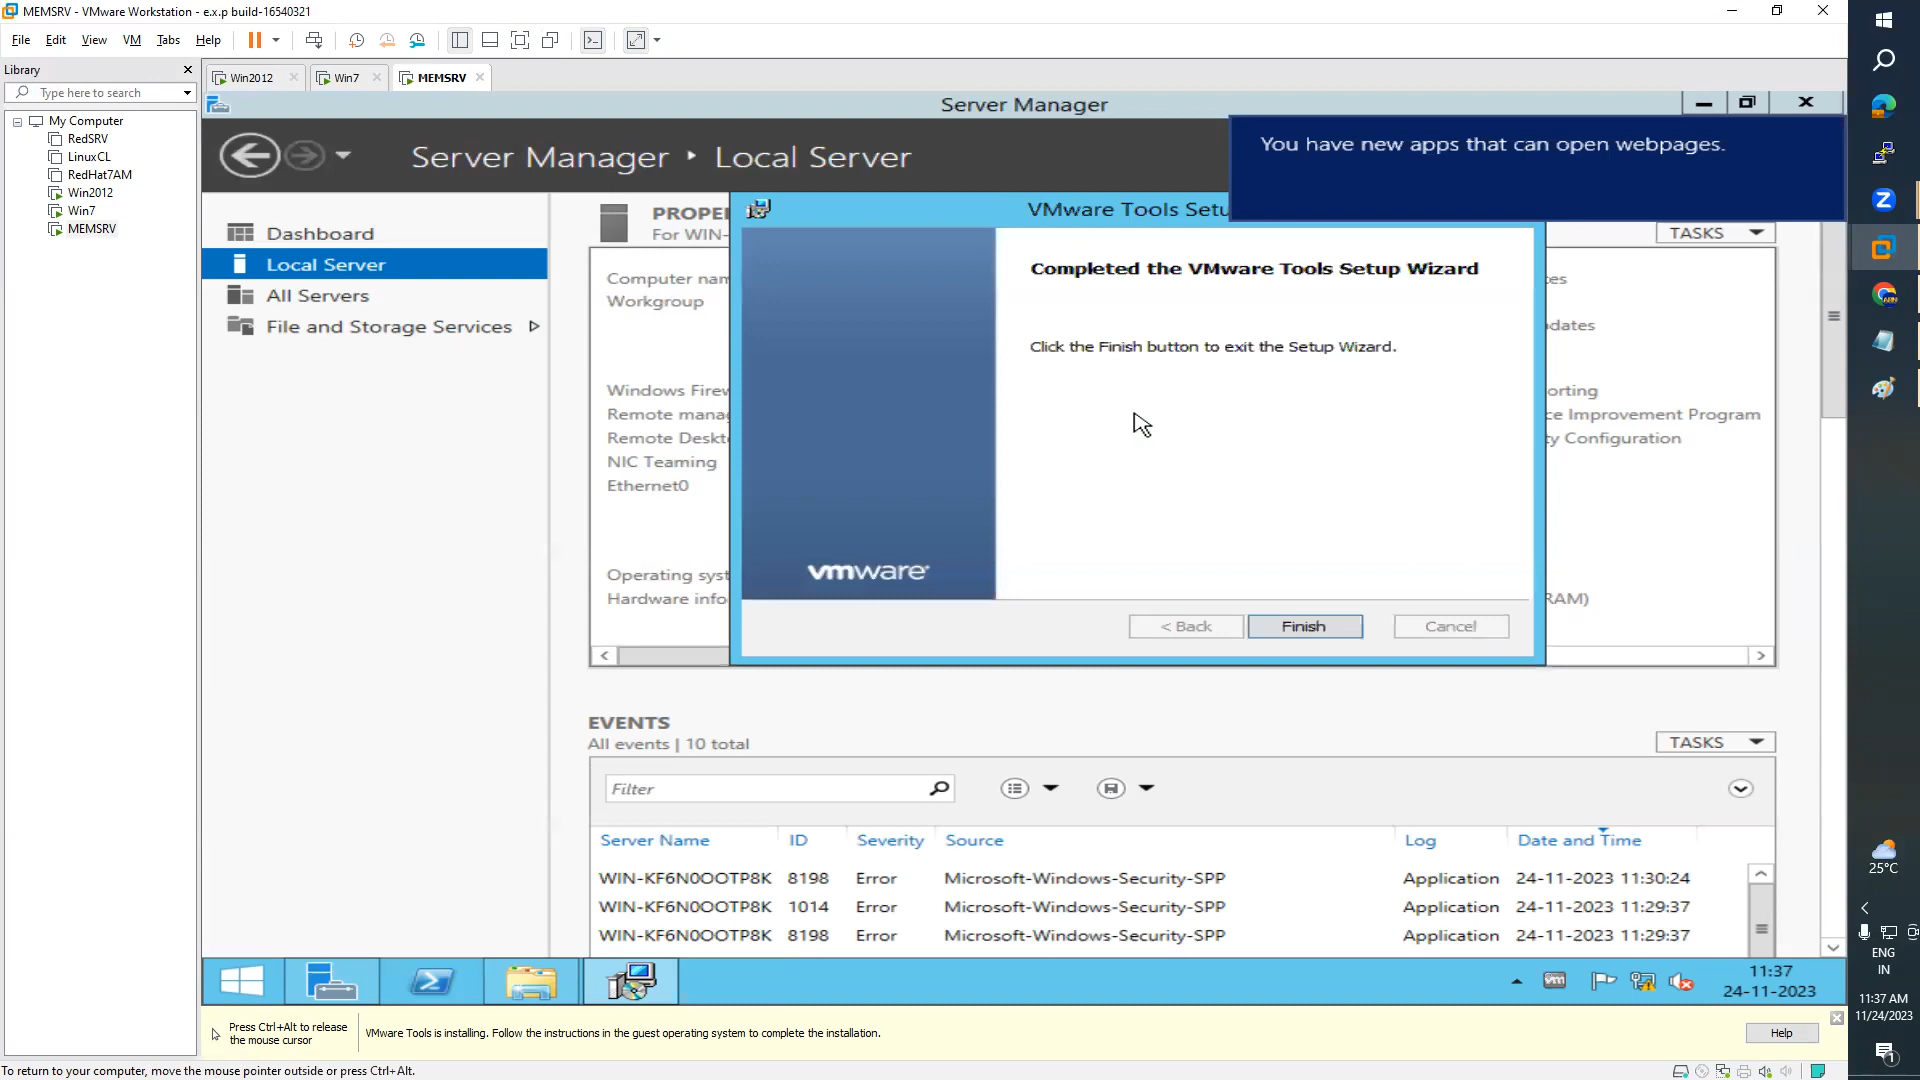 MEMSRV - VMware Workstation - e.x.p build-16540321
File Edit View VM Tabs Help
Library
Type here to search
My Computer
RedSRV
LinuxCL
RedHat7AM
Win2012
Win7
MEMSRV
Win2012
Win7
MEMSRV
Server Manager
Server Manager ‣ Local Server
You have new apps that can open webpages.
Dashboard
Local Server
All Servers
File and Storage Services
PROPE
For WIN-
TASKS
Computer nam
Workgroup
Windows Firew
Remote mana
Remote Deskt
NIC Teaming
Ethernet0
Operating syst
Hardware info
VMware Tools Setu
Completed the VMware Tools Setup Wizard
Click the Finish button to exit the Setup Wizard.
vmware
< Back
Finish
Cancel
tes
dates
orting
ce Improvement Program
ty Configuration
RAM)
EVENTS
All events | 10 total
TASKS
Filter
Server Name ID Severity Source Log Date and Time
WIN-KF6N0OOTP8K 8198 Error Microsoft-Windows-Security-SPP Application 24-11-2023 11:30:24
WIN-KF6N0OOTP8K 1014 Error Microsoft-Windows-Security-SPP Application 24-11-2023 11:29:37
WIN-KF6N0OOTP8K 8198 Error Microsoft-Windows-Security-SPP Application 24-11-2023 11:29:37
vm
11:37
24-11-2023
Press Ctrl+Alt to release
the mouse cursor
VMware Tools is installing. Follow the instructions in the guest operating system to complete the installation.
Help
To return to your computer, move the mouse pointer outside or press Ctrl+Alt.
25°C
ENG
IN
11:37 AM
11/24/2023
1